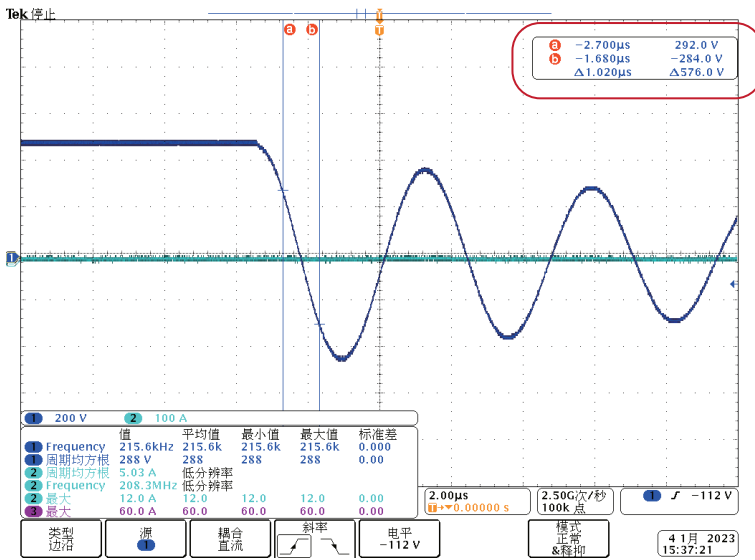 Tek 停止
a b
T
a −2.700μs 292.0 V
b −1.680μs −284.0 V
Δ1.020μs Δ576.0 V
1
1 200 V 2 100 A
值 平均值 最小值 最大值 标准差
1 Frequency 215.6kHz 215.6k 215.6k 215.6k 0.000
1 周期均方根 288 V 288 288 288 0.00
2 周期均方根 5.03 A 低分辨率
2 Frequency 208.3MHz 低分辨率
2 最大 12.0 A 12.0 12.0 12.0 0.00
3 最大 60.0 A 60.0 60.0 60.0 0.00
2.00μs
T→▼0.00000 s
2.50G次/秒
100k 点
1 −112 V
类型
边沿
源
1
耦合
直流
斜率
电平
−112 V
模式
正常
&释抑
4 1月 2023
15:37:21